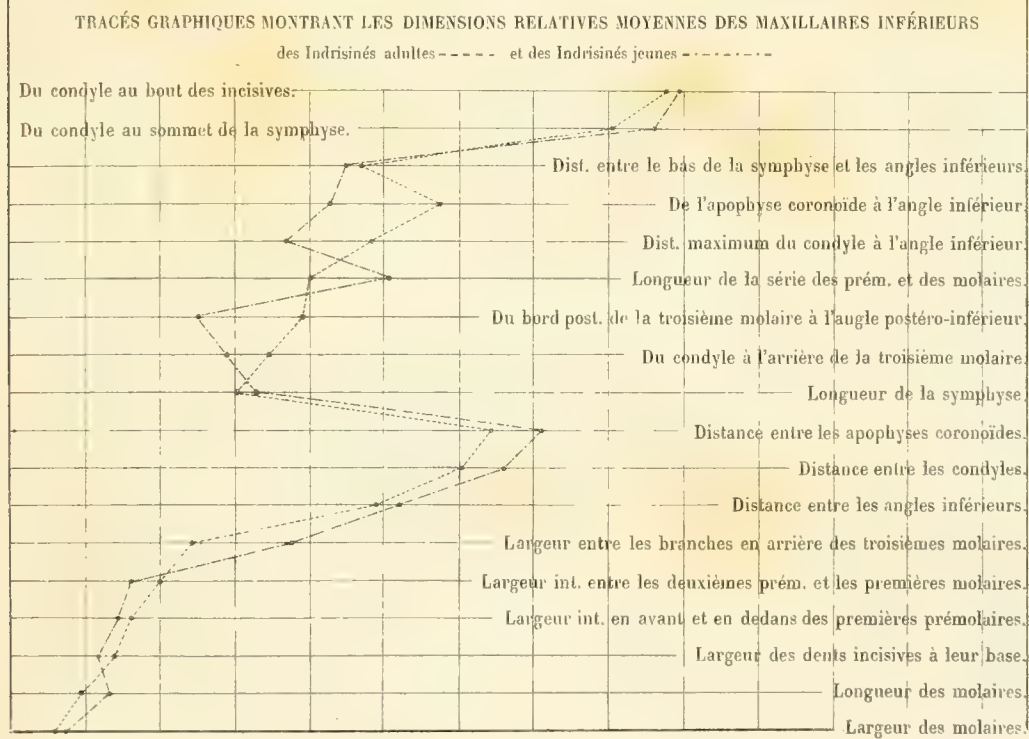 TRACÉS GRAPHIQUES MONTRANT LES DIMENSIONS RELATIVES MOYENNES DES MAXILLAIRES INFÉRIEURS
des Indrisinés adultes ----- et des Indrisinés jeunes -·-·-·-·-
Du condyle au bout des incisives.
Du condyle au sommet de la symphyse.
Dist. entre le bas de la symphyse et les angles inférieurs.
De l'apophyse coronoïde à l'angle inférieur.
Dist. maximum du condyle à l'angle inférieur.
Longueur de la série des prém. et des molaires.
Du bord post. de la troisième molaire à l'angle postéro-inférieur.
Du condyle à l'arrière de la troisième molaire.
Longueur de la symphyse.
Distance entre les apophyses coronoïdes.
Distance entre les condyles.
Distance entre les angles inférieurs.
Largeur entre les branches en arrière des troisièmes molaires.
Largeur int. entre les deuxièmes prém. et les premières molaires.
Largeur int. en avant et en dedans des premières prémolaires.
Largeur des dents incisives à leur base.
Longueur des molaires.
Largeur des molaires.